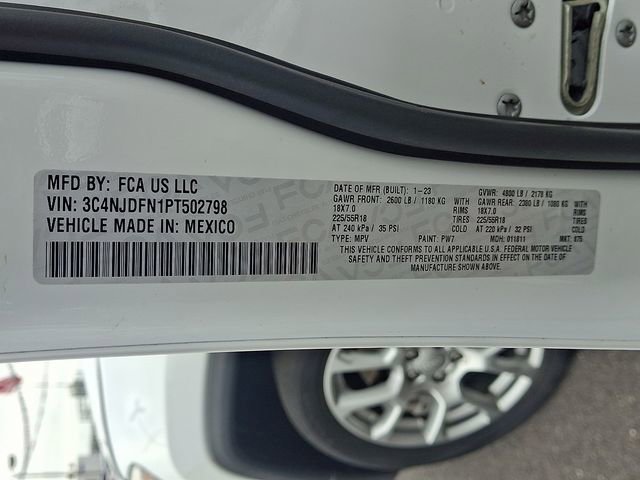 MFD BY: FCA US LLC
VIN: 3C4NJDFN1PT502798
VEHICLE MADE IN: MEXICO
DATE OF MFR (BUILT): 1-23 GVWR: 4800 LB / 2178 KG
GAWR FRONT: 2600 LB / 1180 KG WITH GAWR REAR: 2380 LB / 1080 KG WITH
18X7.0 RIMS 18X7.0 RIMS
225/55R18 TIRES 225/55R18 TIRES
AT 240 kPa / 35 PSI COLD AT 220 kPa / 32 PSI COLD
TYPE: MPV PAINT: PW7 MDH: 011811 MKT: 875
THIS VEHICLE CONFORMS TO ALL APPLICABLE U.S.A. FEDERAL MOTOR VEHICLE
SAFETY AND THEFT PREVENTION STANDARDS IN EFFECT ON THE DATE OF
MANUFACTURE SHOWN ABOVE.